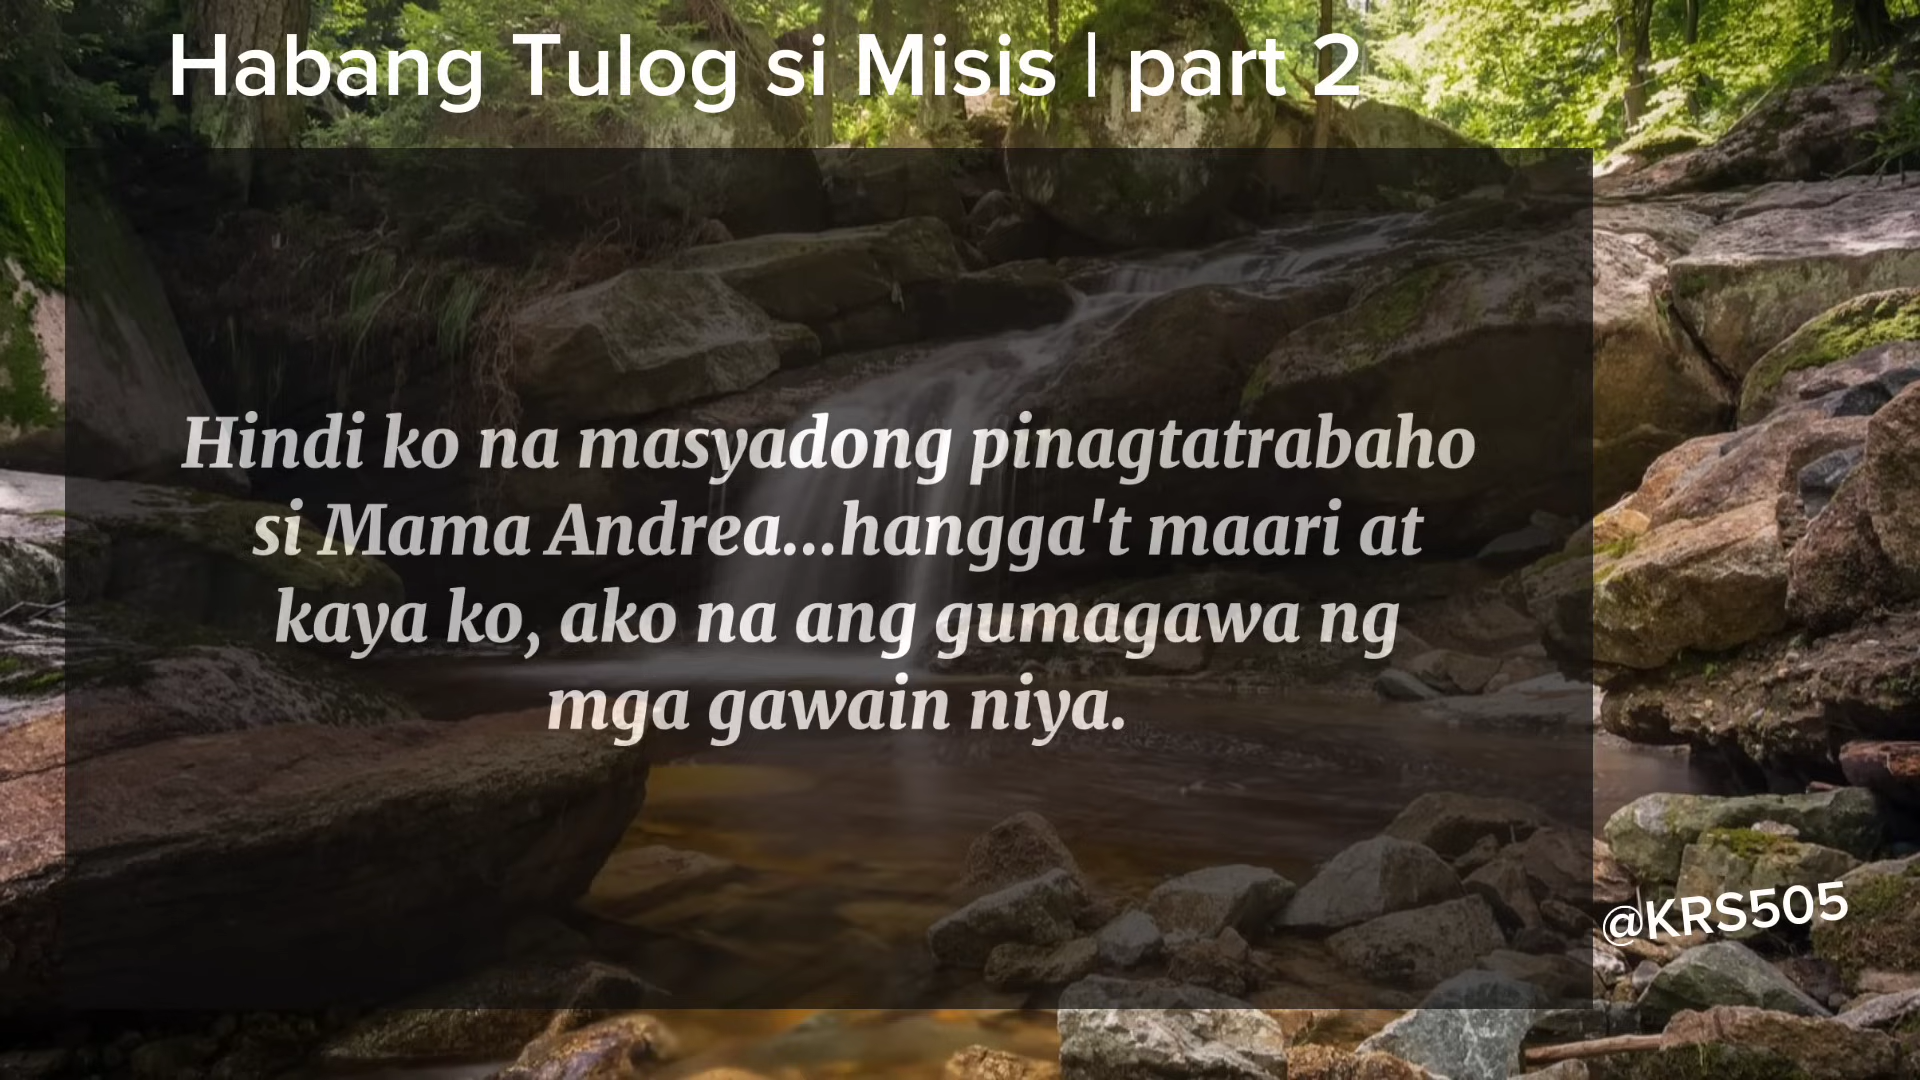 Habang Tulog si Misis | part 2
Hindi ko na masyadong pinagtatrabaho
si Mama Andrea...hangga't maari at
kaya ko, ako na ang gumagawa ng
mga gawain niya.
@KRS505